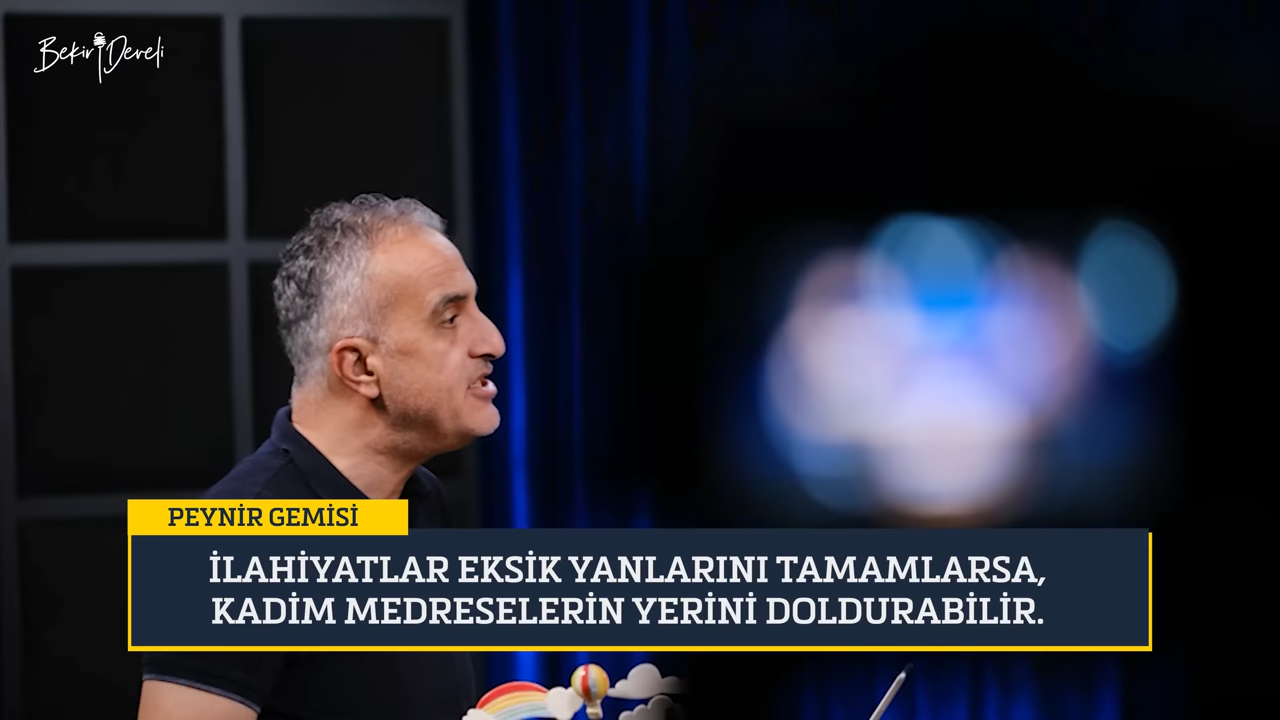 Bekir Develi
PEYNİR GEMİSİ
İLAHİYATLAR EKSİK YANLARINI TAMAMLARSA,
KADİM MEDRESELERİN YERİNİ DOLDURABİLİR.